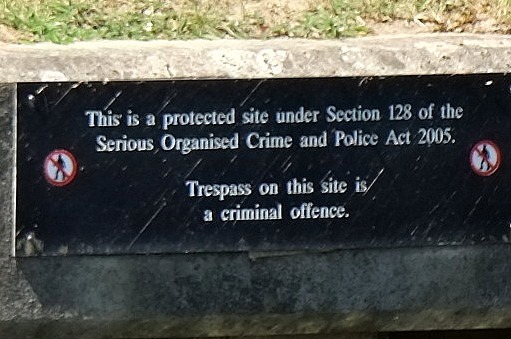 This is a protected site under Section 128 of the
Serious Organised Crime and Police Act 2005.
Trespass on this site is
a criminal offence.